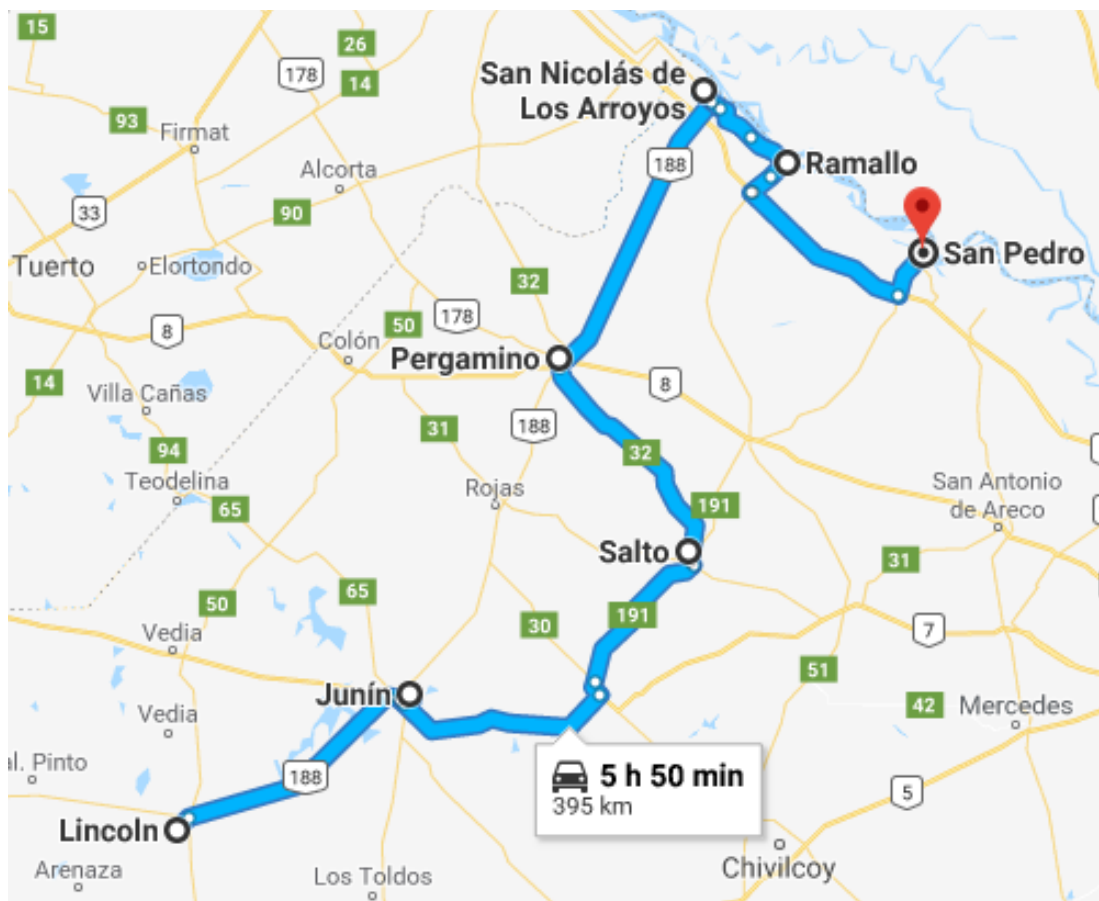 15
26
178
14
San Nicolás de
Los Arroyos
93
Firmat
188
Ramallo
Alcorta
50
33
90
Tuerto
Elortondo
San Pedro
32
8
178
50
Colón
Pergamino
8
14
Villa Cañas
31
188
94
32
Teodelina
65
Rojas
191
San Antonio
de Areco
Salto
31
50
65
191
30
7
Vedia
51
Junín
42
Mercedes
Vedia
al. Pinto
188
5 h 50 min
395 km
5
Lincoln
Arenaza
Los Toldos
Chivilcoy